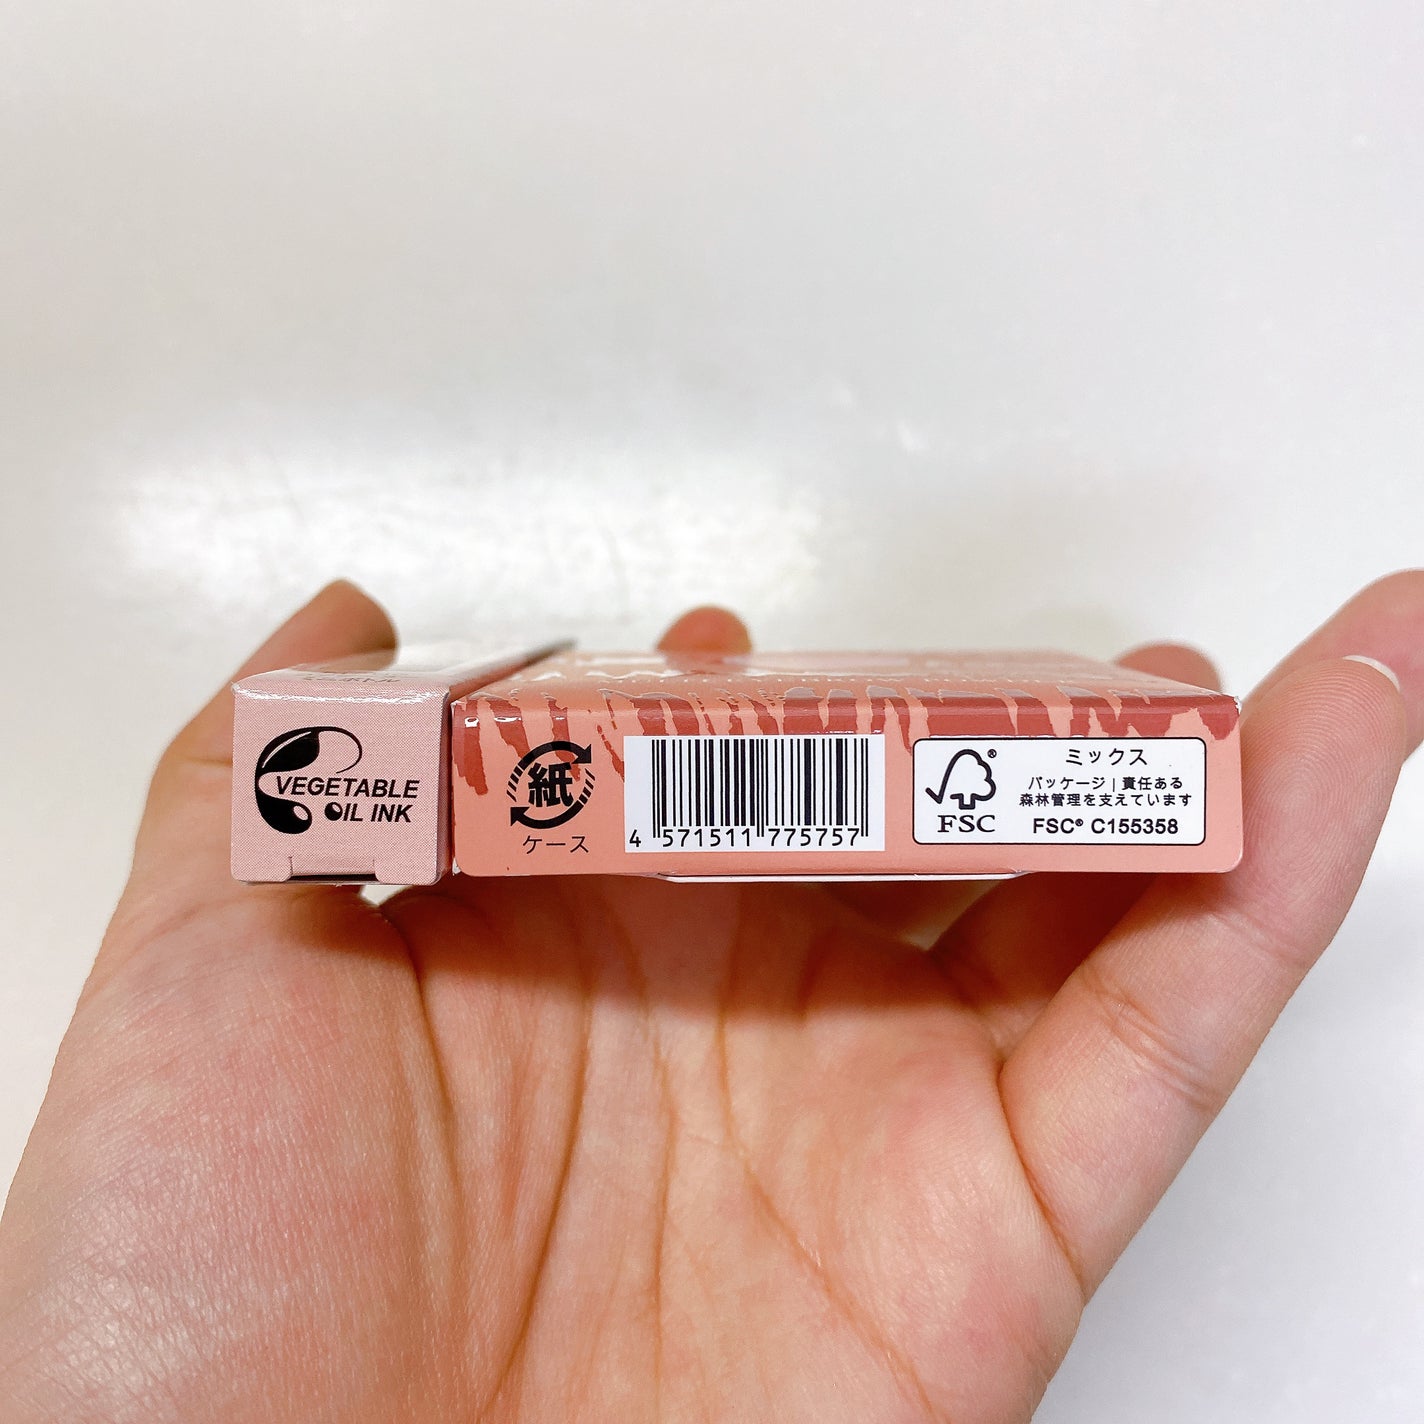 VEGETABLE
OIL INK
紙
ケース
4 571511 775757
FSC®
ミックス
パッケージ | 責任ある
森林管理を支えています
FSC® C155358